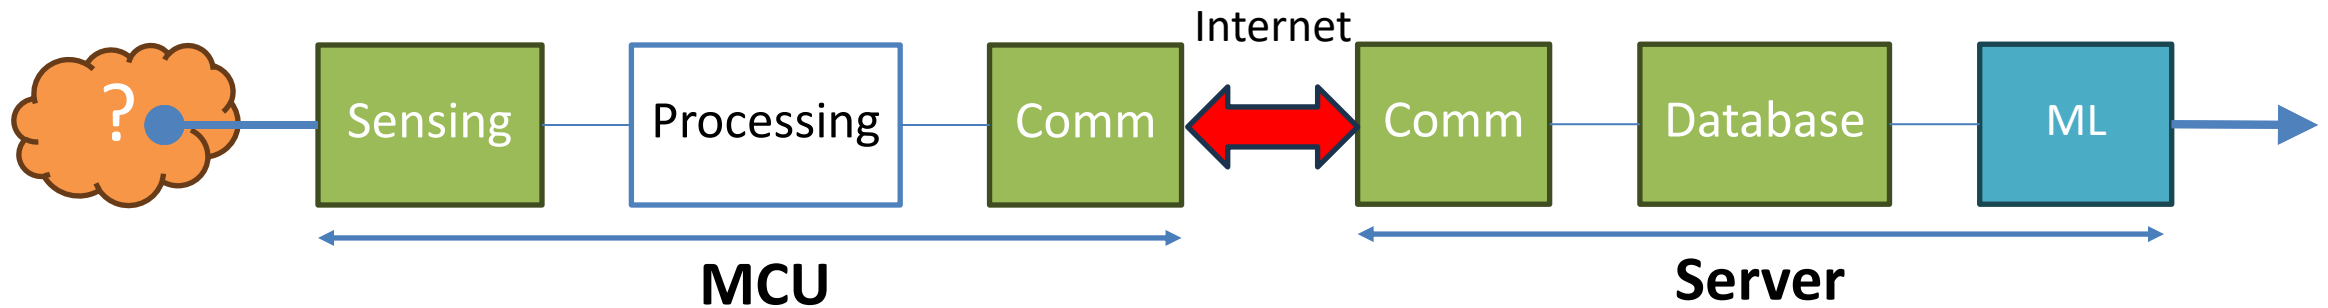 Internet
?
Sensing
Processing
Comm
Comm
Database
ML
MCU
Server